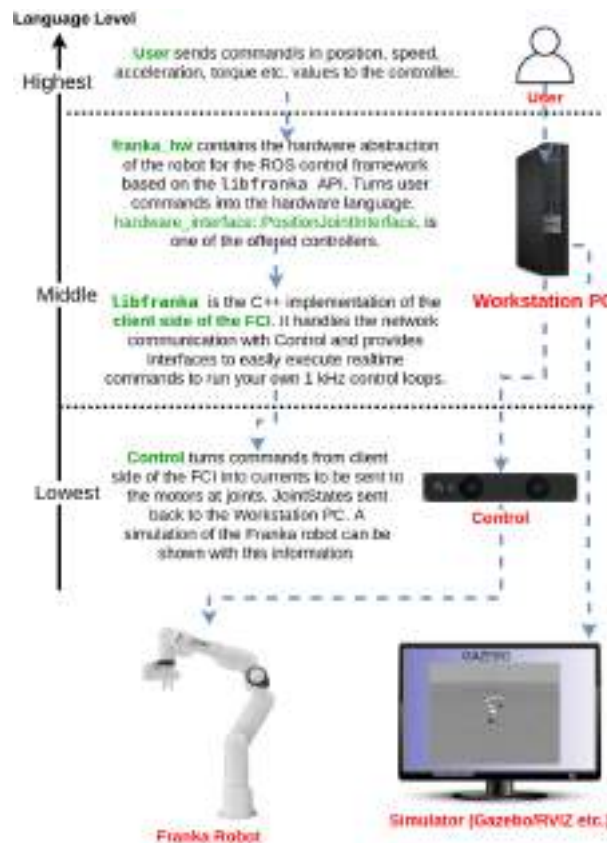 Language Level
Highest
User sends command/s in position, speed,
acceleration, torque etc. values to the controller.
User
franka_hw contains the hardware abstraction
of the robot for the ROS control framework
based on the libfranka API. Turns user
commands into the hardware language.
hardware_interface::PositionJointInterface, is
one of the offered controllers.
Workstation PC
Middle
libfranka is the C++ implementation of the
client side of the FCI. It handles the network
communication with Control and provides
interfaces to easily execute realtime
commands to run your own 1 kHz control loops.
Lowest
Control turns commands from client
side of the FCI into currents to be sent to
the motors at joints. JointStates sent
back to the Workstation PC. A
simulation of the Franka robot can be
shown with this information
Control
Franka Robot
GAZEBO
Simulator (Gazebo/RVIZ etc.)